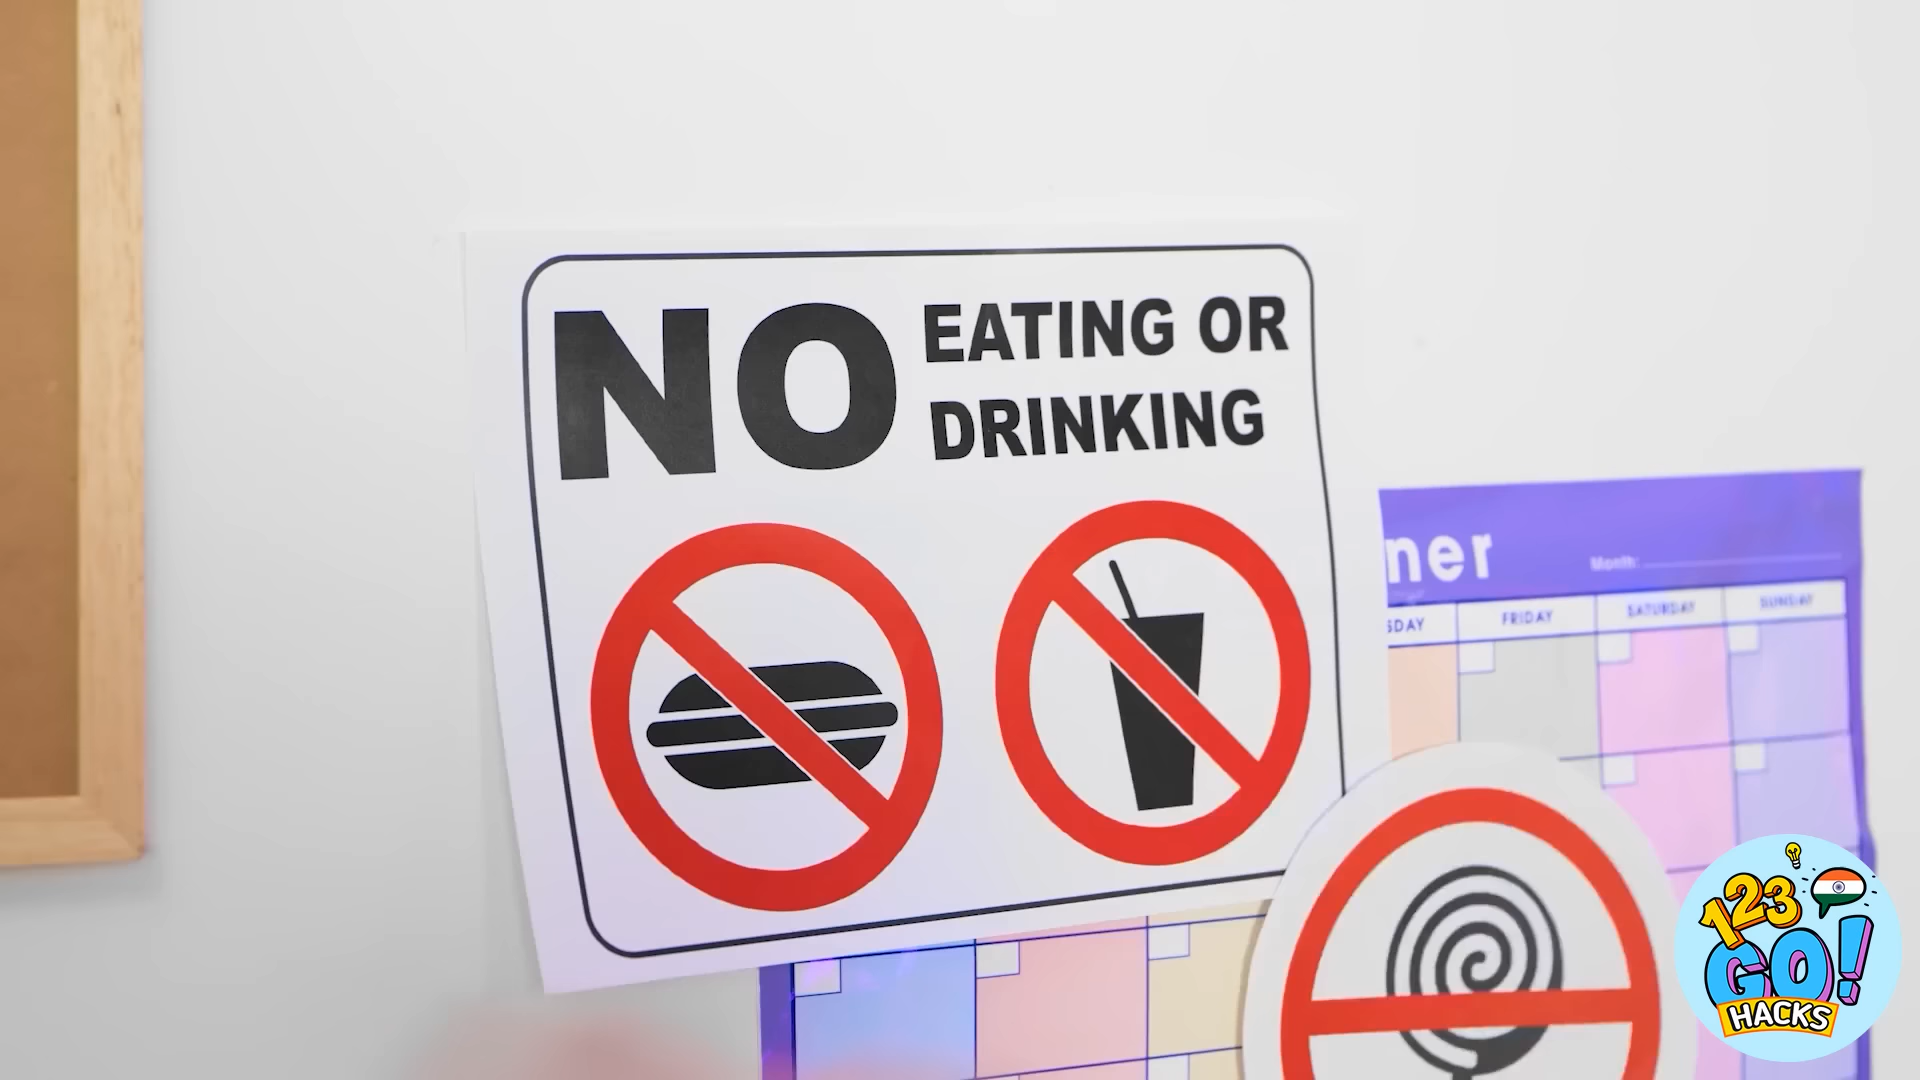 NO EATING OR
DRINKING
ner
Month:
SDAY FRIDAY SATURDAY SUNDAY
123
GO!
HACKS